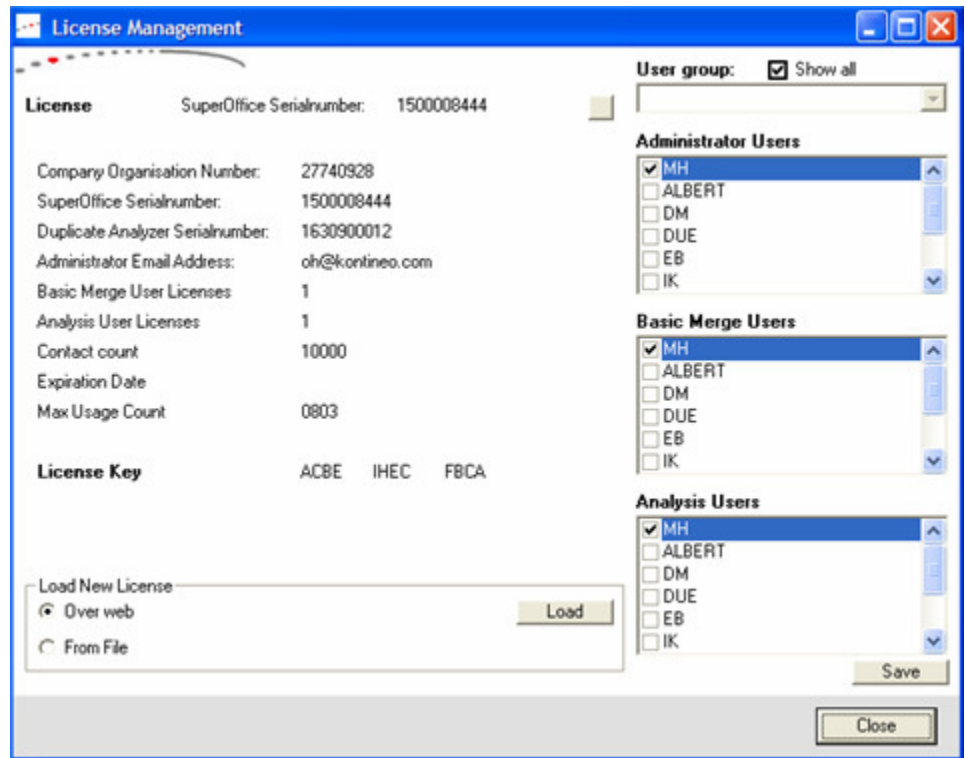 License Management
License SuperOffice Serialnumber: 1500008444
Company Organisation Number: 27740928
SuperOffice Serialnumber: 1500008444
Duplicate Analyzer Serialnumber: 1630900012
Administrator Email Address: oh@kontineo.com
Basic Merge User Licenses 1
Analysis User Licenses 1
Contact count 10000
Expiration Date
Max Usage Count 0803
License Key ACBE IHEC FBCA
Load New License
Over web
Load
From File
User group: Show all
Administrator Users
MH
ALBERT
DM
DUE
EB
IK
Basic Merge Users
MH
ALBERT
DM
DUE
EB
IK
Analysis Users
MH
ALBERT
DM
DUE
EB
IK
Save
Close